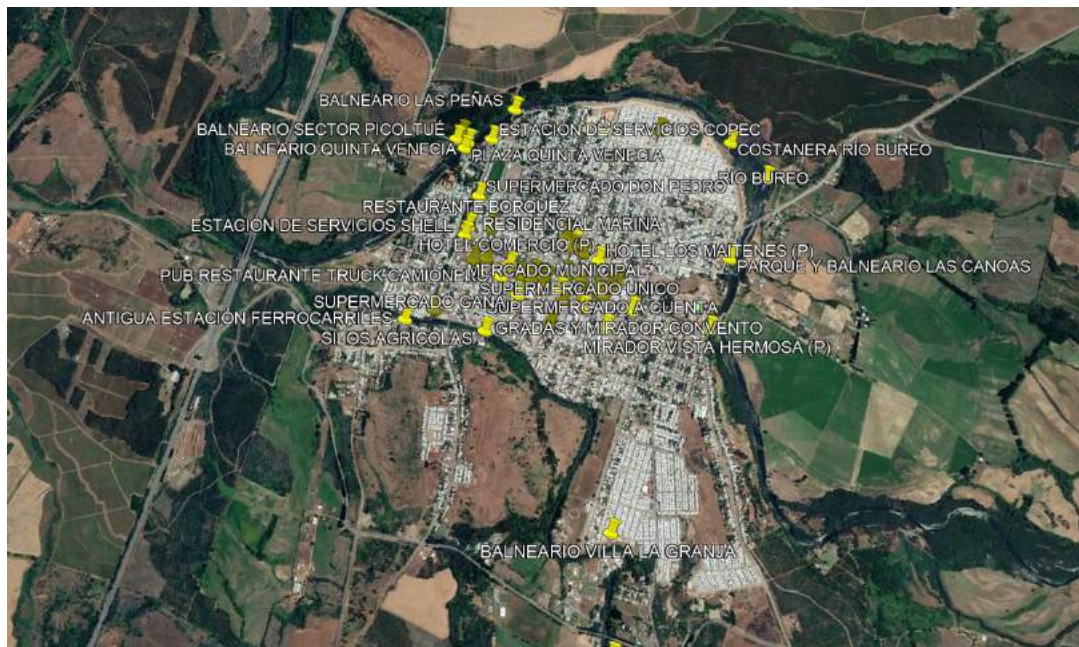 BALNEARIO LAS PEÑAS
BALNEARIO SECTOR PICOLTUÉ
ESTACIÓN DE SERVICIOS COPEC
BALNEARIO QUINTA VENECIA
PLAZA QUINTA VENECIA
COSTANERA RÍO BUREO
RÍO BUREO
SUPERMERCADO DON PEDRO
RESTAURANTE BORQUEZ
ESTACIÓN DE SERVICIOS SHELL
RESIDENCIAL MARINA
HOTEL COMERCIO (P)
HOTEL LOS MAITENES (P)
PUB RESTAURANTE TRUCK CAMIONE
MERCADO MUNICIPAL
PARQUE Y BALNEARIO LAS CANOAS
SUPERMERCADO UNICO
SUPERMERCADO CANAL
SUPERMERCADO A CUENTA
ANTIGUA ESTACIÓN FERROCARRILES
GRADAS Y MIRADOR CONVENTO
SILOS AGRÍCOLAS
MIRADOR VISTA HERMOSA (P)
BALNEARIO VILLA LA GRANJA